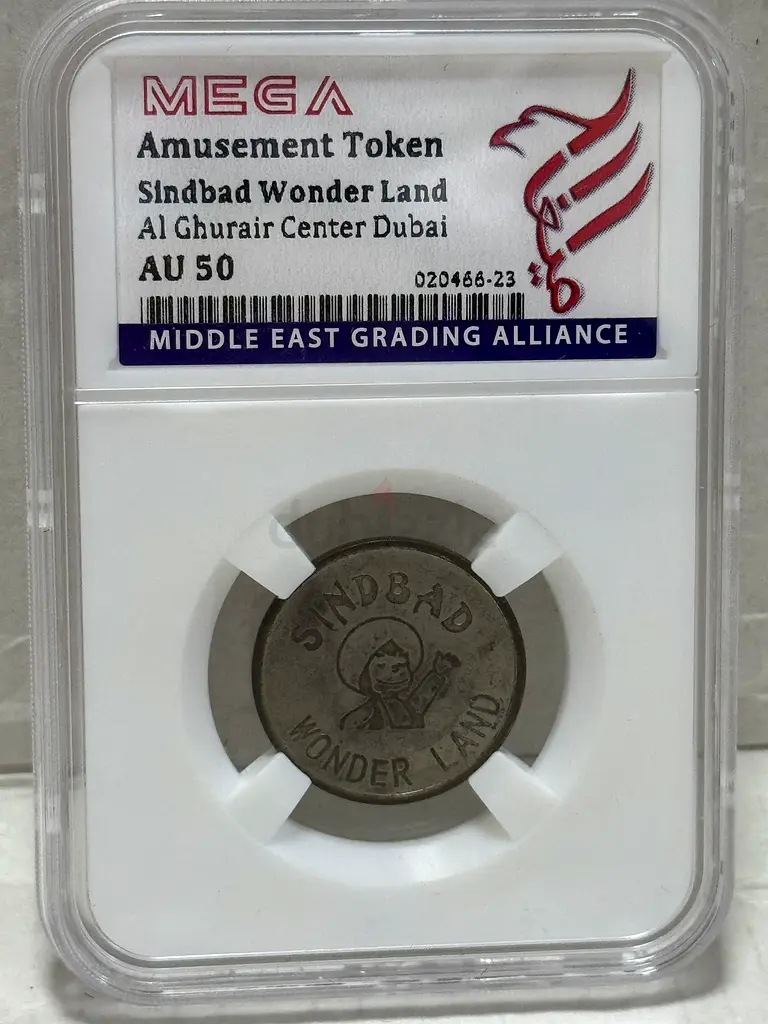 MEGA
Amusement Token
Sindbad Wonder Land
Al Ghurair Center Dubai
AU 50
020466-23
MIDDLE EAST GRADING ALLIANCE
SINDBAD
WONDER LAND